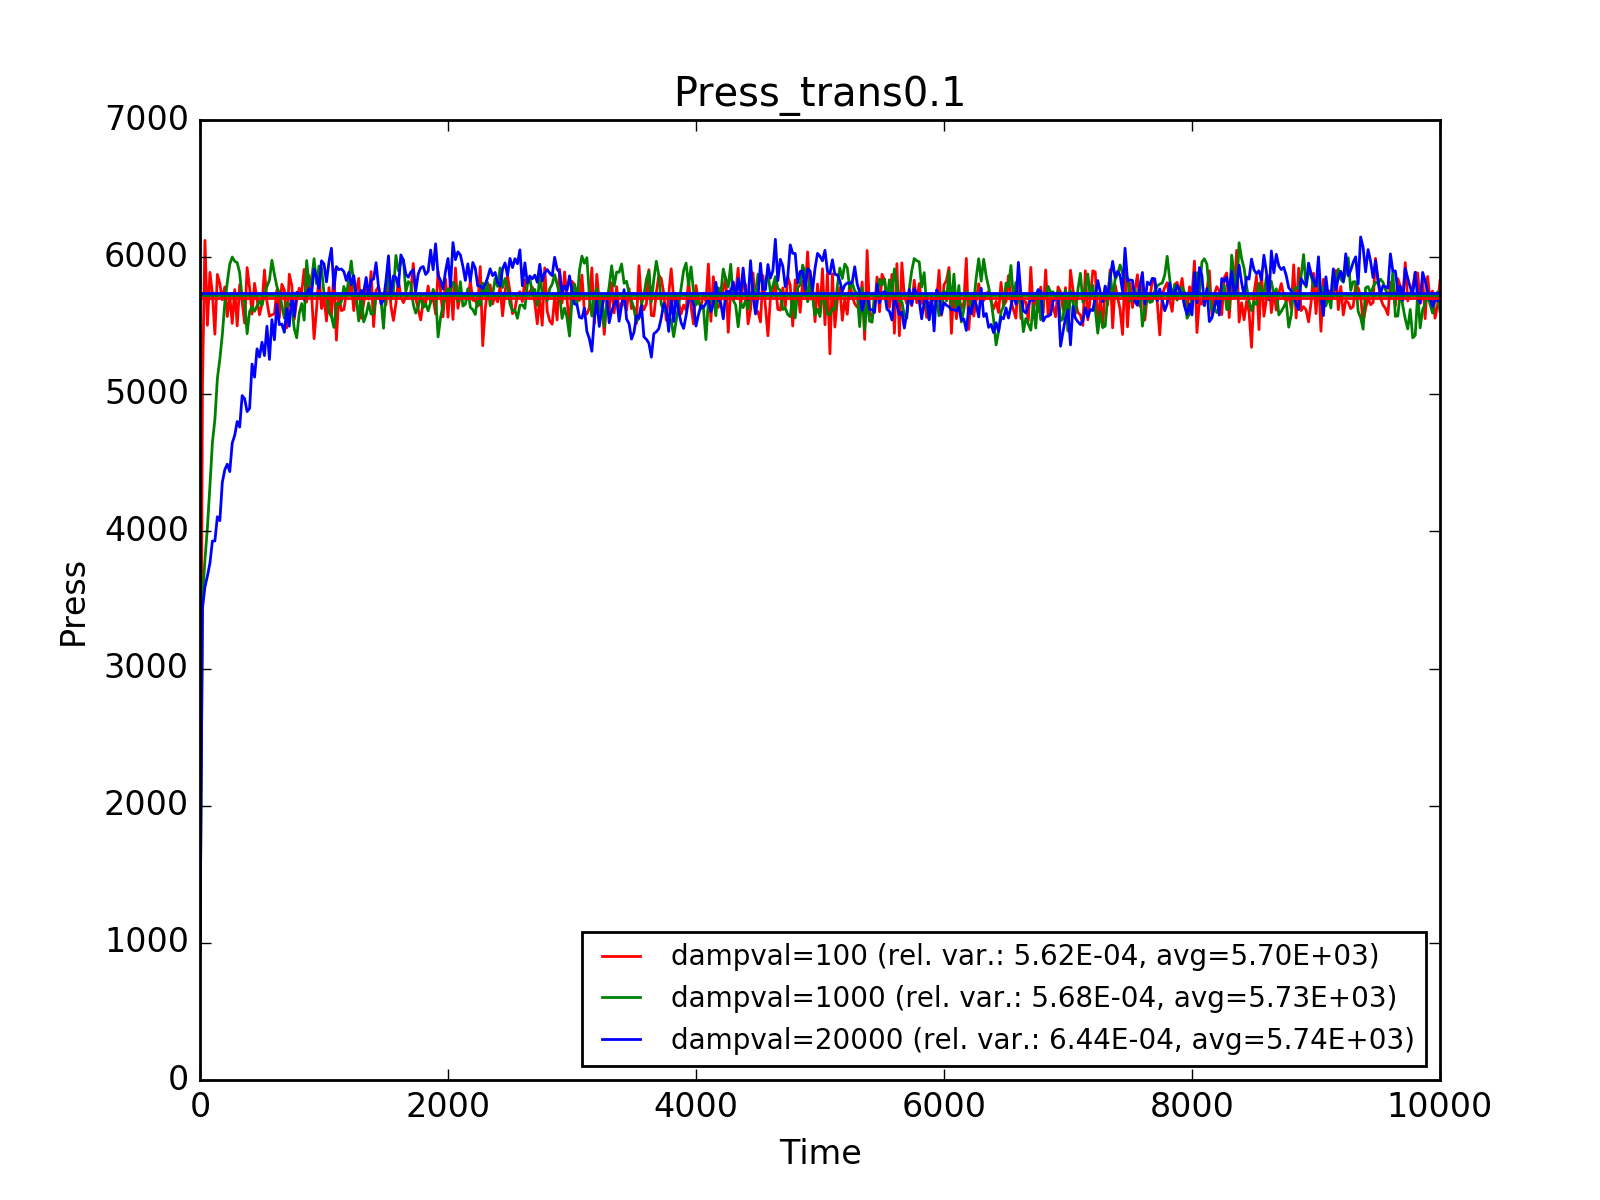 Press_trans0.1
7000
6000
5000
4000
3000
2000
1000
0
Press
dampval=100 (rel. var.: 5.62E-04, avg=5.70E+03)
dampval=1000 (rel. var.: 5.68E-04, avg=5.73E+03)
dampval=20000 (rel. var.: 6.44E-04, avg=5.74E+03)
0 2000 4000 6000 8000 10000
Time